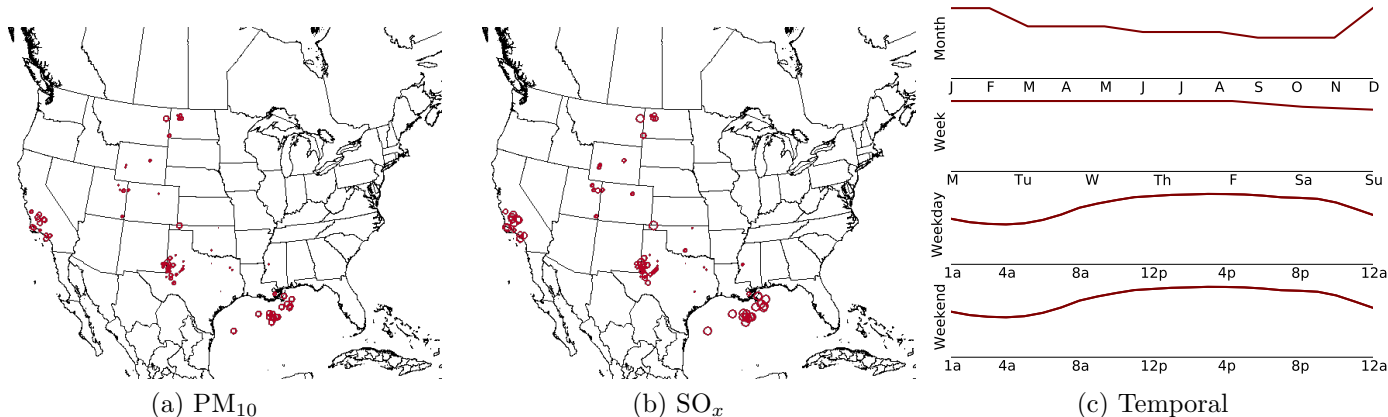 Month
J F M A M J J A S O N D
Week
M Tu W Th F Sa Su
Weekday
1a 4a 8a 12p 4p 8p 12a
Weekend
1a 4a 8a 12p 4p 8p 12a
(a) PM₁₀
(b) SOₓ
(c) Temporal